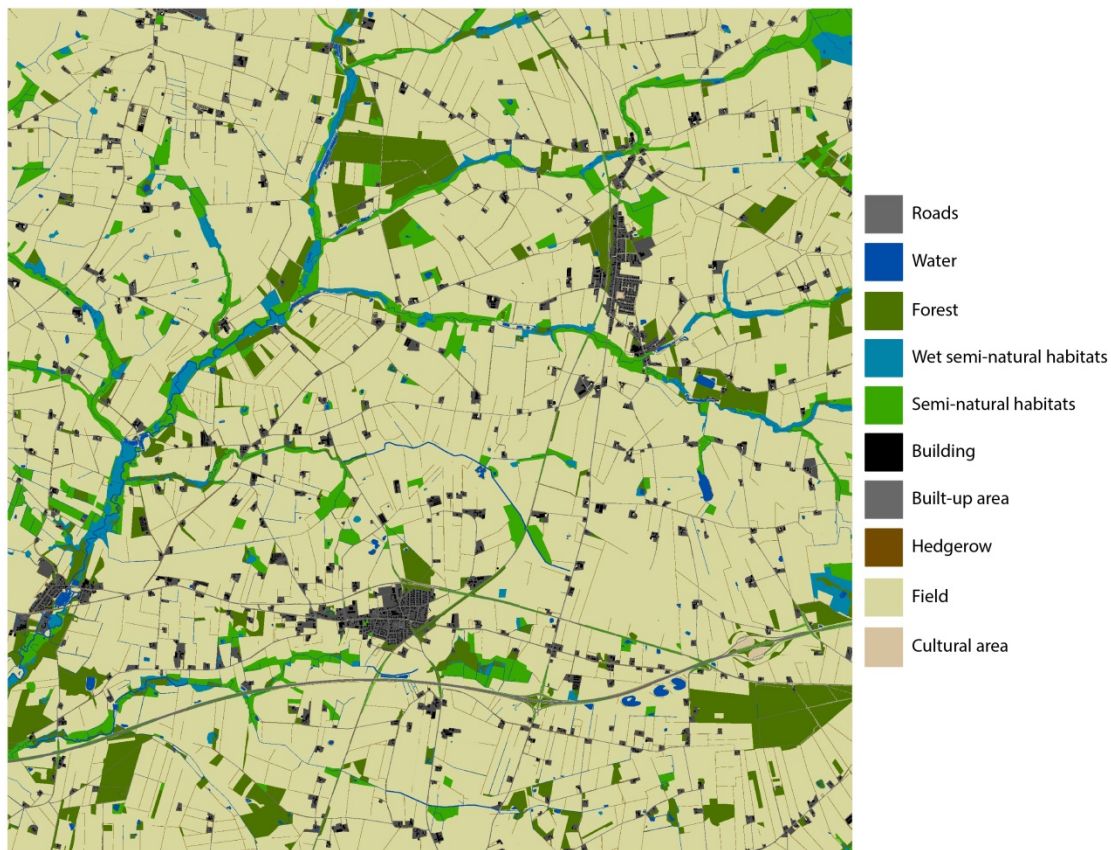 Roads
Water
Forest
Wet semi-natural habitats
Semi-natural habitats
Building
Built-up area
Hedgerow
Field
Cultural area